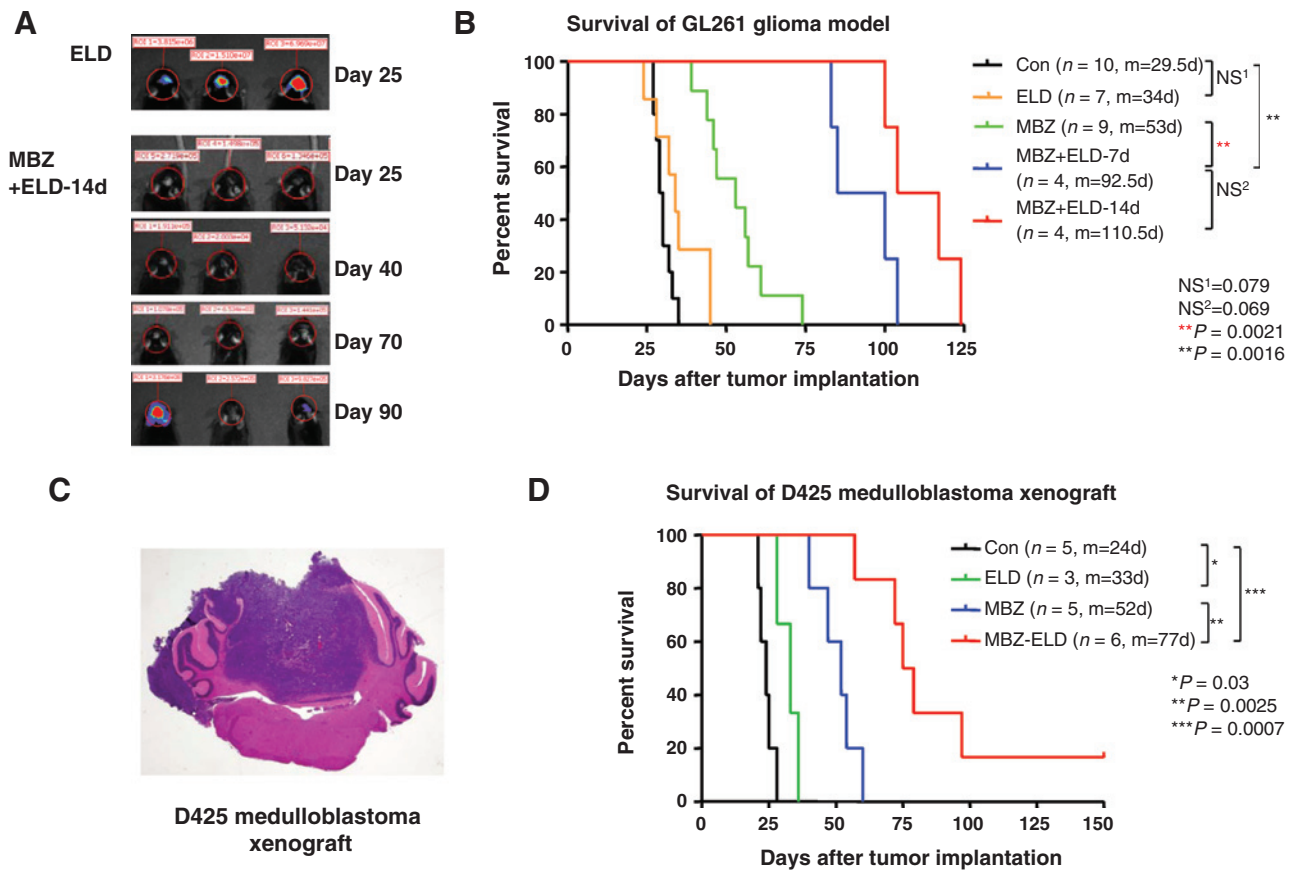 A
ELD
Day 25
MBZ
+ELD-14d
Day 25
Day 40
Day 70
Day 90
B
Survival of GL261 glioma model
Percent survival
100
80
60
40
20
0
0 25 50 75 100 125
Days after tumor implantation
Con (n = 10, m=29.5d)
ELD (n = 7, m=34d)
MBZ (n = 9, m=53d)
MBZ+ELD-7d
(n = 4, m=92.5d)
MBZ+ELD-14d
(n = 4, m=110.5d)
NS1
**
**
NS2
NS1=0.079
NS2=0.069
**P = 0.0021
**P = 0.0016
C
D425 medulloblastoma
xenograft
D
Survival of D425 medulloblastoma xenograft
Percent survival
100
80
60
40
20
0
0 25 50 75 100 125 150
Days after tumor implantation
Con (n = 5, m=24d)
ELD (n = 3, m=33d)
MBZ (n = 5, m=52d)
MBZ-ELD (n = 6, m=77d)
*
**
***
*P = 0.03
**P = 0.0025
***P = 0.0007